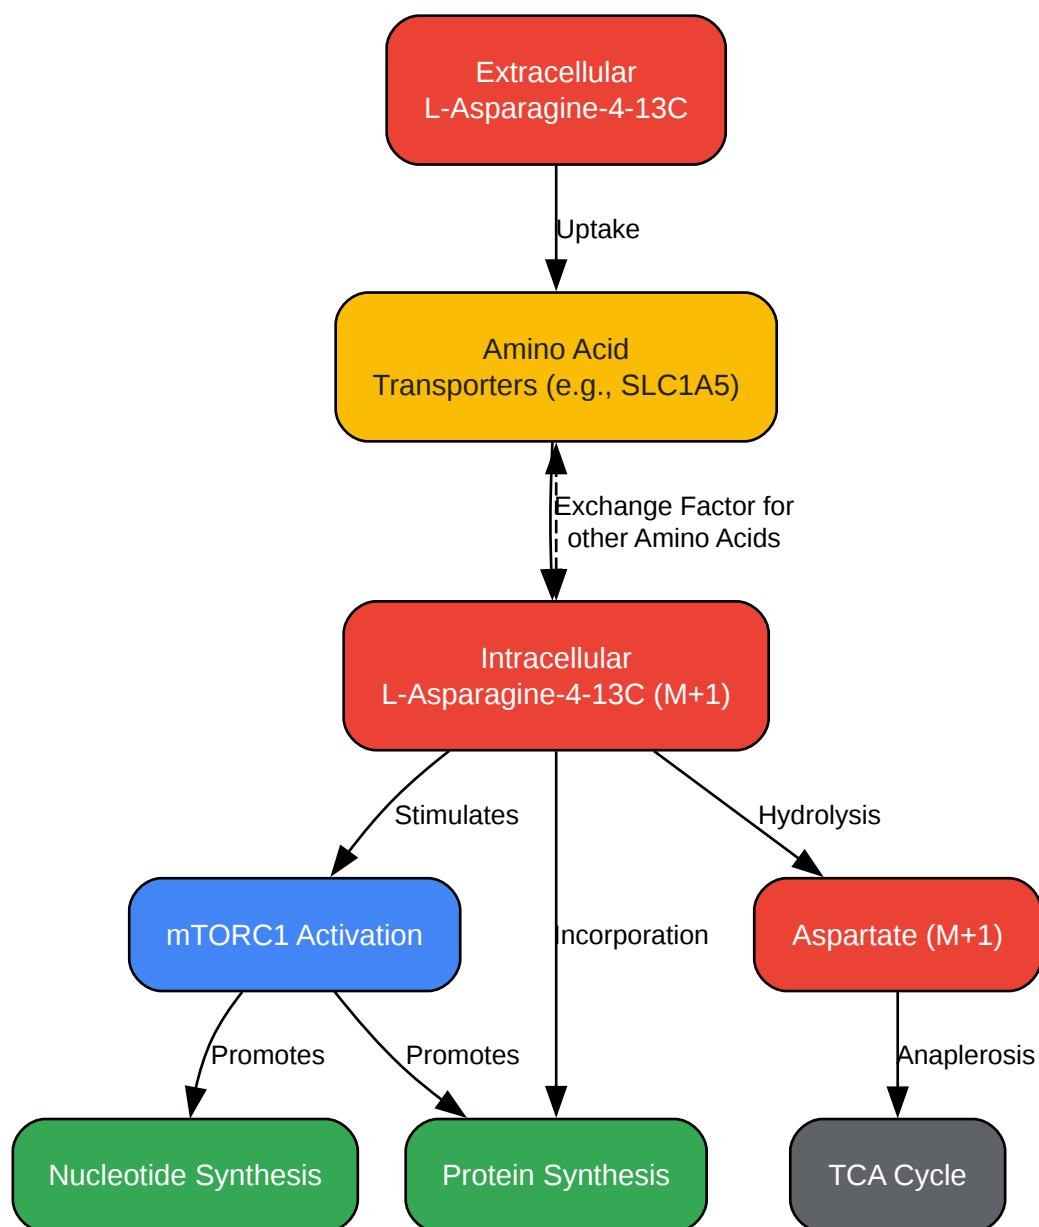 Extracellular
L-Asparagine-4-13C
Uptake
Amino Acid
Transporters (e.g., SLC1A5)
Exchange Factor for
other Amino Acids
Intracellular
L-Asparagine-4-13C (M+1)
Stimulates
Hydrolysis
mTORC1 Activation
Incorporation
Aspartate (M+1)
Promotes
Promotes
Anaplerosis
Nucleotide Synthesis
Protein Synthesis
TCA Cycle